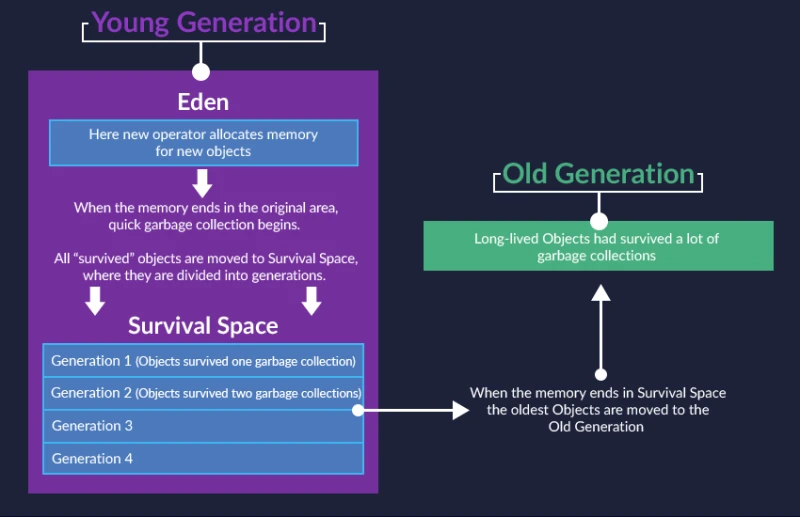 Young Generation
Eden
Here new operator allocates memory
for new objects
When the memory ends in the original area,
quick garbage collection begins.
All “survived” objects are moved to Survival Space,
where they are divided into generations.
Survival Space
Generation 1 (Objects survived one garbage collection)
Generation 2 (Objects survived two garbage collections)
Generation 3
Generation 4
Old Generation
Long-lived Objects had survived a lot of
garbage collections
When the memory ends in Survival Space
the oldest Objects are moved to the
Old Generation